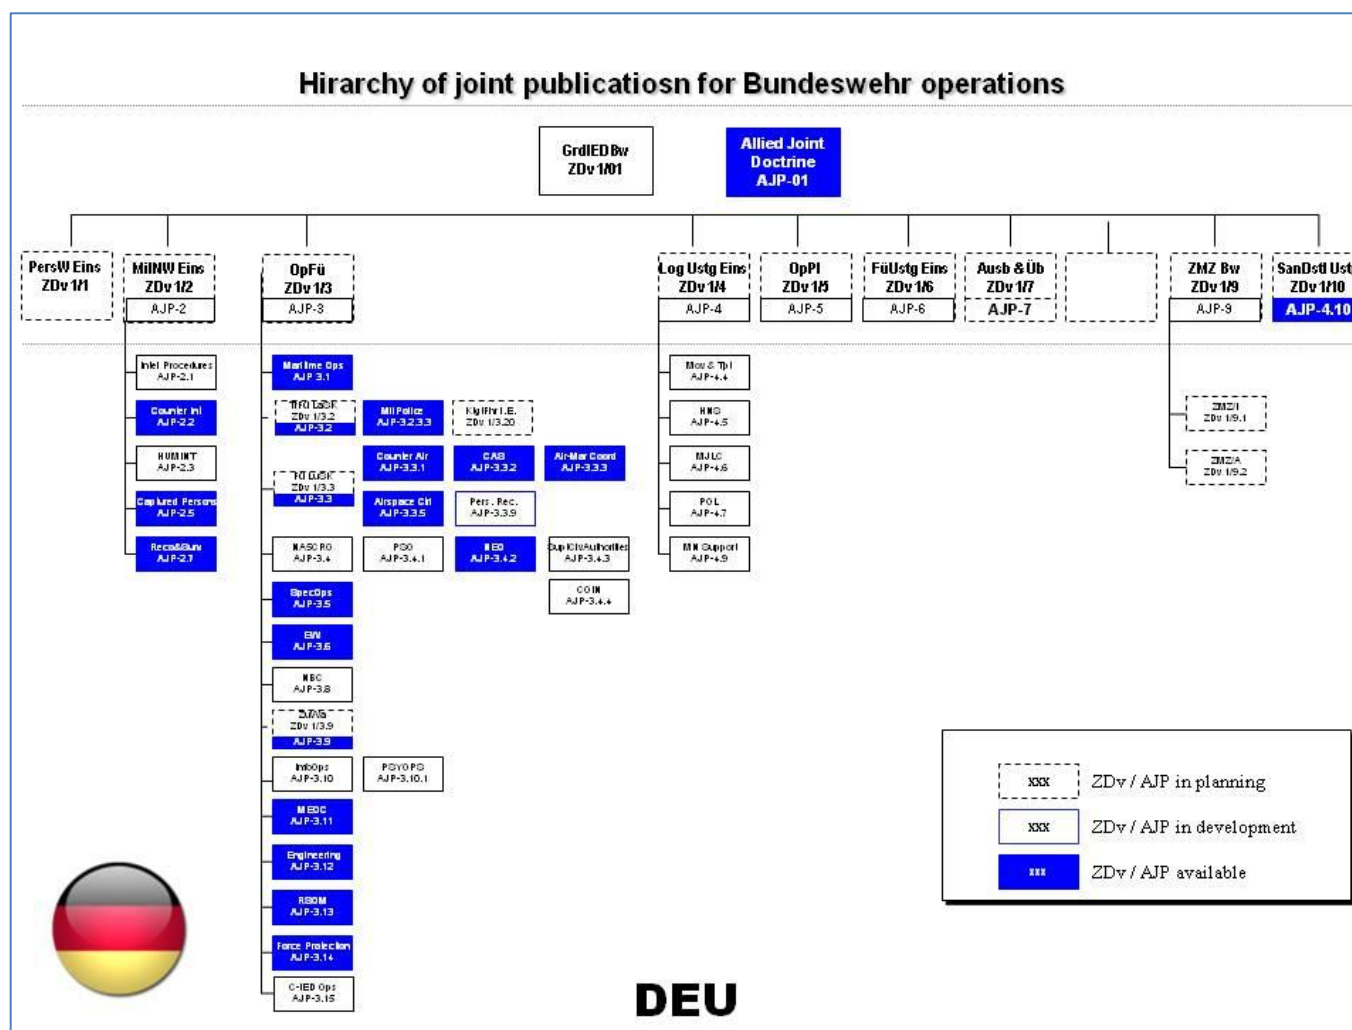 Hirarchy of joint publicatiosn for Bundeswehr operations
GrdlEDBw
ZDv 1/01
Allied Joint
Doctrine
AJP-01
PersW Eins
ZDv 1/1
MilNW Eins
ZDv 1/2
AJP-2
OpFü
ZDv 1/3
AJP-3
Log Ustg Eins
ZDv 1/4
AJP-4
OpPl
ZDv 1/5
AJP-5
FüUstg Eins
ZDv 1/6
AJP-6
Ausb & Üb
ZDv 1/7
AJP-7
ZMZ Bw
ZDv 1/9
AJP-9
SanDstl Ust
ZDv 1/10
AJP-4.10
Intel Procedures
AJP-2.1
Counter Int
AJP-2.2
HUMINT
AJP-2.3
Captured Persons
AJP-2.5
Reco&Surv
AJP-2.7
Maritime Ops
AJP 3.1
ZDv 1/3.2
AJP-3.2
Mil Police
AJP-3.2.3.3
ZDv 1/3.20
Counter Air
AJP-3.3.1
CAS
AJP-3.3.2
Air-Mar Coord
AJP-3.3.3
ZDv 1/3.3
AJP-3.3
Airspace Ctrl
AJP-3.3.5
Pers. Rec.
AJP-3.3.9
NA5CRO
AJP-3.4
PSO
AJP-3.4.1
NEO
AJP-3.4.2
AJP-3.4.3
COIN
AJP-3.4.4
SpecOps
AJP-3.5
EW
AJP-3.6
NBC
AJP-3.8
ZDv 1/3.9
AJP-3.9
InfoOps
AJP-3.10
PSYOPS
AJP-3.10.1
AJP-3.11
Engineering
AJP-3.12
RSOM
AJP-3.13
Force Protection
AJP-3.14
C-IED Ops
AJP-3.15
Mov & Tpt
AJP-4.4
HNS
AJP-4.5
MJLC
AJP-4.6
POL
AJP-4.7
MN Support
AJP-4.9
ZMZ/I
ZDv 1/9.1
ZMZ/A
ZDv 1/9.2
xxx ZDv / AJP in planning
xxx ZDv / AJP in development
xxx ZDv / AJP available
DEU